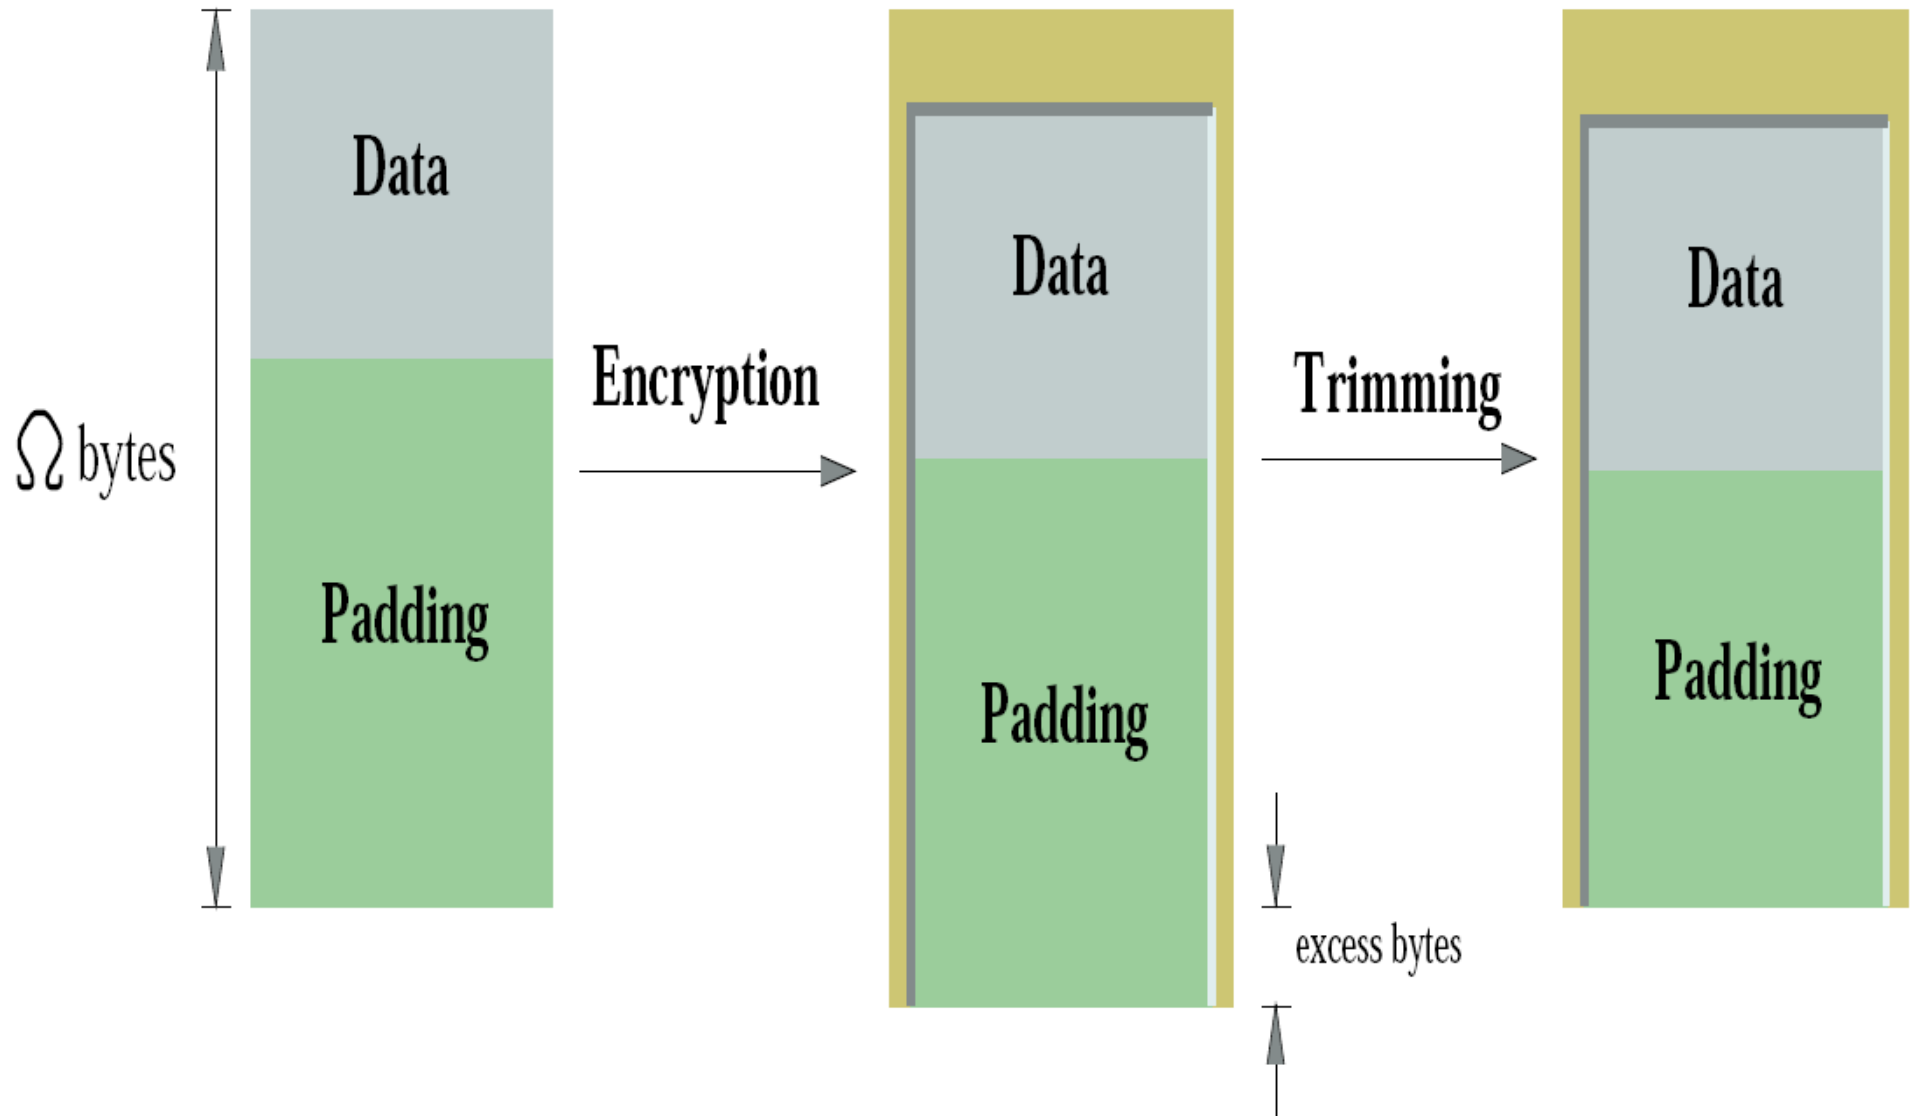 Data
Padding
Ω bytes
Encryption
Data
Padding
Trimming
excess bytes
Data
Padding